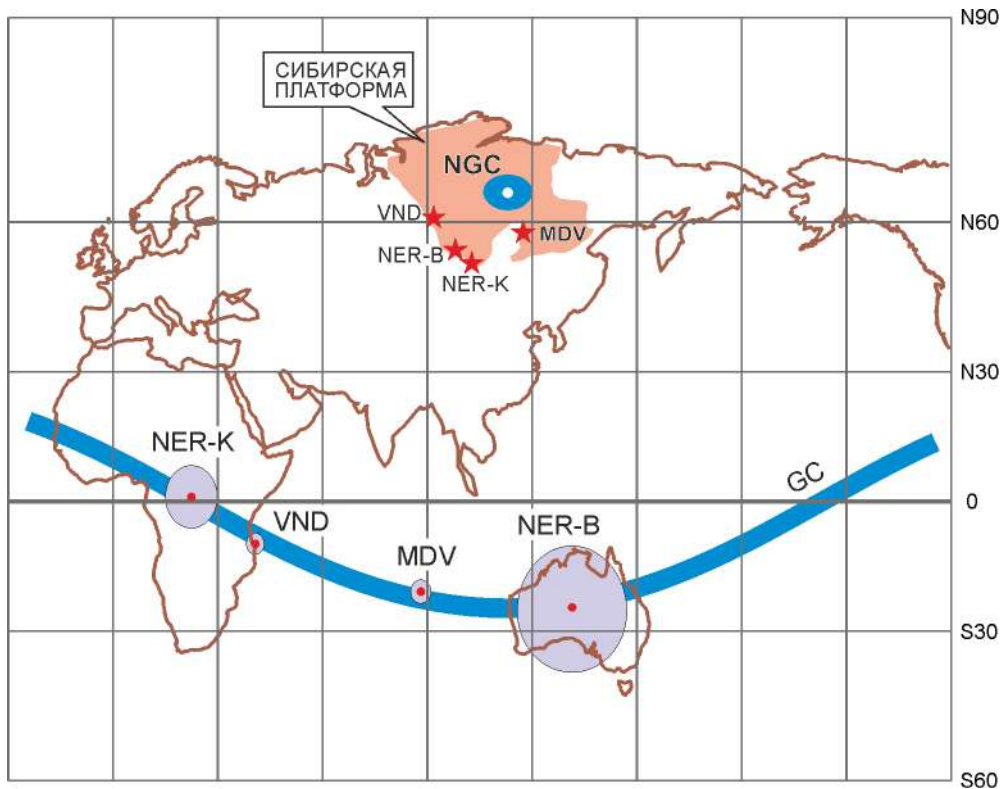 N90
СИБИРСКАЯ
ПЛАТФОРМА
NGC
VND
N60
MDV
NER-B
NER-K
N30
NER-K
GC
0
VND
NER-B
MDV
S30
S60